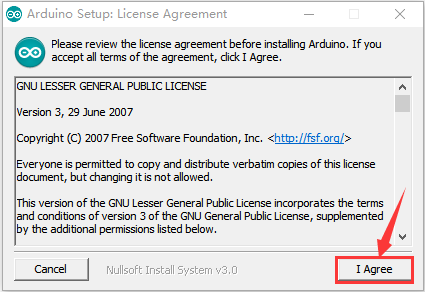 Arduino Setup: License Agreement
Please review the license agreement before installing Arduino. If you
accept all terms of the agreement, click I Agree.
GNU LESSER GENERAL PUBLIC LICENSE
Version 3, 29 June 2007
Copyright (C) 2007 Free Software Foundation, Inc. <http://fsf.org/>
Everyone is permitted to copy and distribute verbatim copies of this license
document, but changing it is not allowed.
This version of the GNU Lesser General Public License incorporates the terms
and conditions of version 3 of the GNU General Public License, supplemented
by the additional permissions listed below.
Cancel
Nullsoft Install System v3.0
I Agree